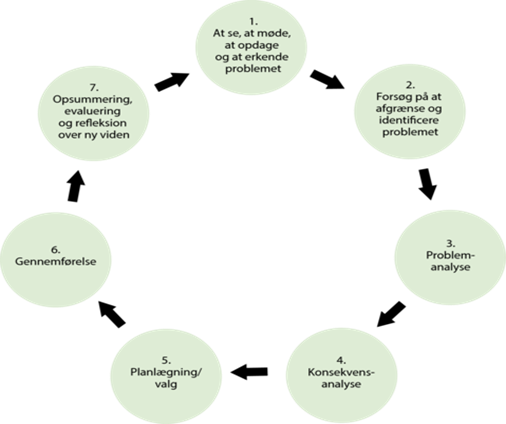 1.
At se, at møde,
at opdage
og at erkende
problemet
2.
Forsøg på at
afgrænse og
identificere
problemet
3.
Problem-
analyse
4.
Konsekvens-
analyse
5.
Planlægning/
valg
6.
Gennemførelse
7.
Opsummering,
evaluering
og refleksion
over ny viden